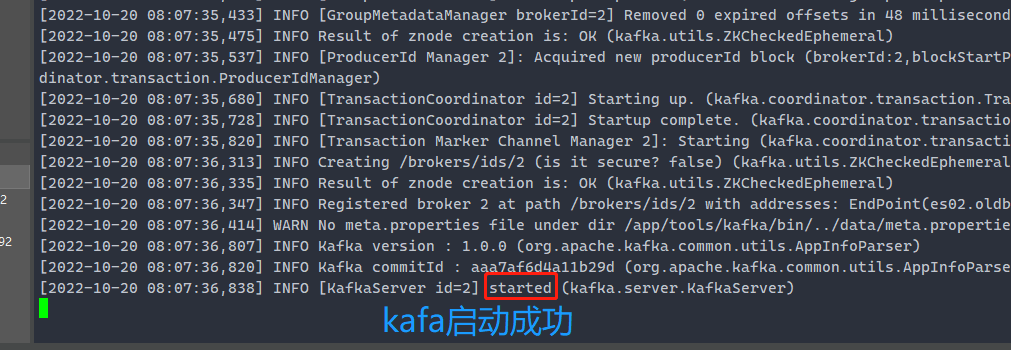 [2022-10-20 08:07:35,433] INFO [GroupMetadataManager brokerId=2] Removed 0 expired offsets in 48 millisecond
[2022-10-20 08:07:35,475] INFO Result of znode creation is: OK (kafka.utils.ZKCheckedEphemeral)
[2022-10-20 08:07:35,537] INFO [ProducerId Manager 2]: Acquired new producerId block (brokerId:2,blockStartP
dinator.transaction.ProducerIdManager)
[2022-10-20 08:07:35,680] INFO [TransactionCoordinator id=2] Starting up. (kafka.coordinator.transaction.Tra
[2022-10-20 08:07:35,728] INFO [TransactionCoordinator id=2] Startup complete. (kafka.coordinator.transactio
[2022-10-20 08:07:35,820] INFO [Transaction Marker Channel Manager 2]: Starting (kafka.coordinator.transacti
[2022-10-20 08:07:36,313] INFO Creating /brokers/ids/2 (is it secure? false) (kafka.utils.ZKCheckedEphemeral
[2022-10-20 08:07:36,335] INFO Result of znode creation is: OK (kafka.utils.ZKCheckedEphemeral)
2
[2022-10-20 08:07:36,347] INFO Registered broker 2 at path /brokers/ids/2 with addresses: EndPoint(es02.oldb
[2022-10-20 08:07:36,414] WARN No meta.properties file under dir /app/tools/kafka/bin/../data/meta.propertie
92
[2022-10-20 08:07:36,807] INFO Kafka version : 1.0.0 (org.apache.kafka.common.utils.AppInfoParser)
[2022-10-20 08:07:36,820] INFO Kafka commitId : aaa7af6d4a11b29d (org.apache.kafka.common.utils.AppInfoParse
[2022-10-20 08:07:36,838] INFO [KafkaServer id=2] started (kafka.server.KafkaServer)
kafa启动成功